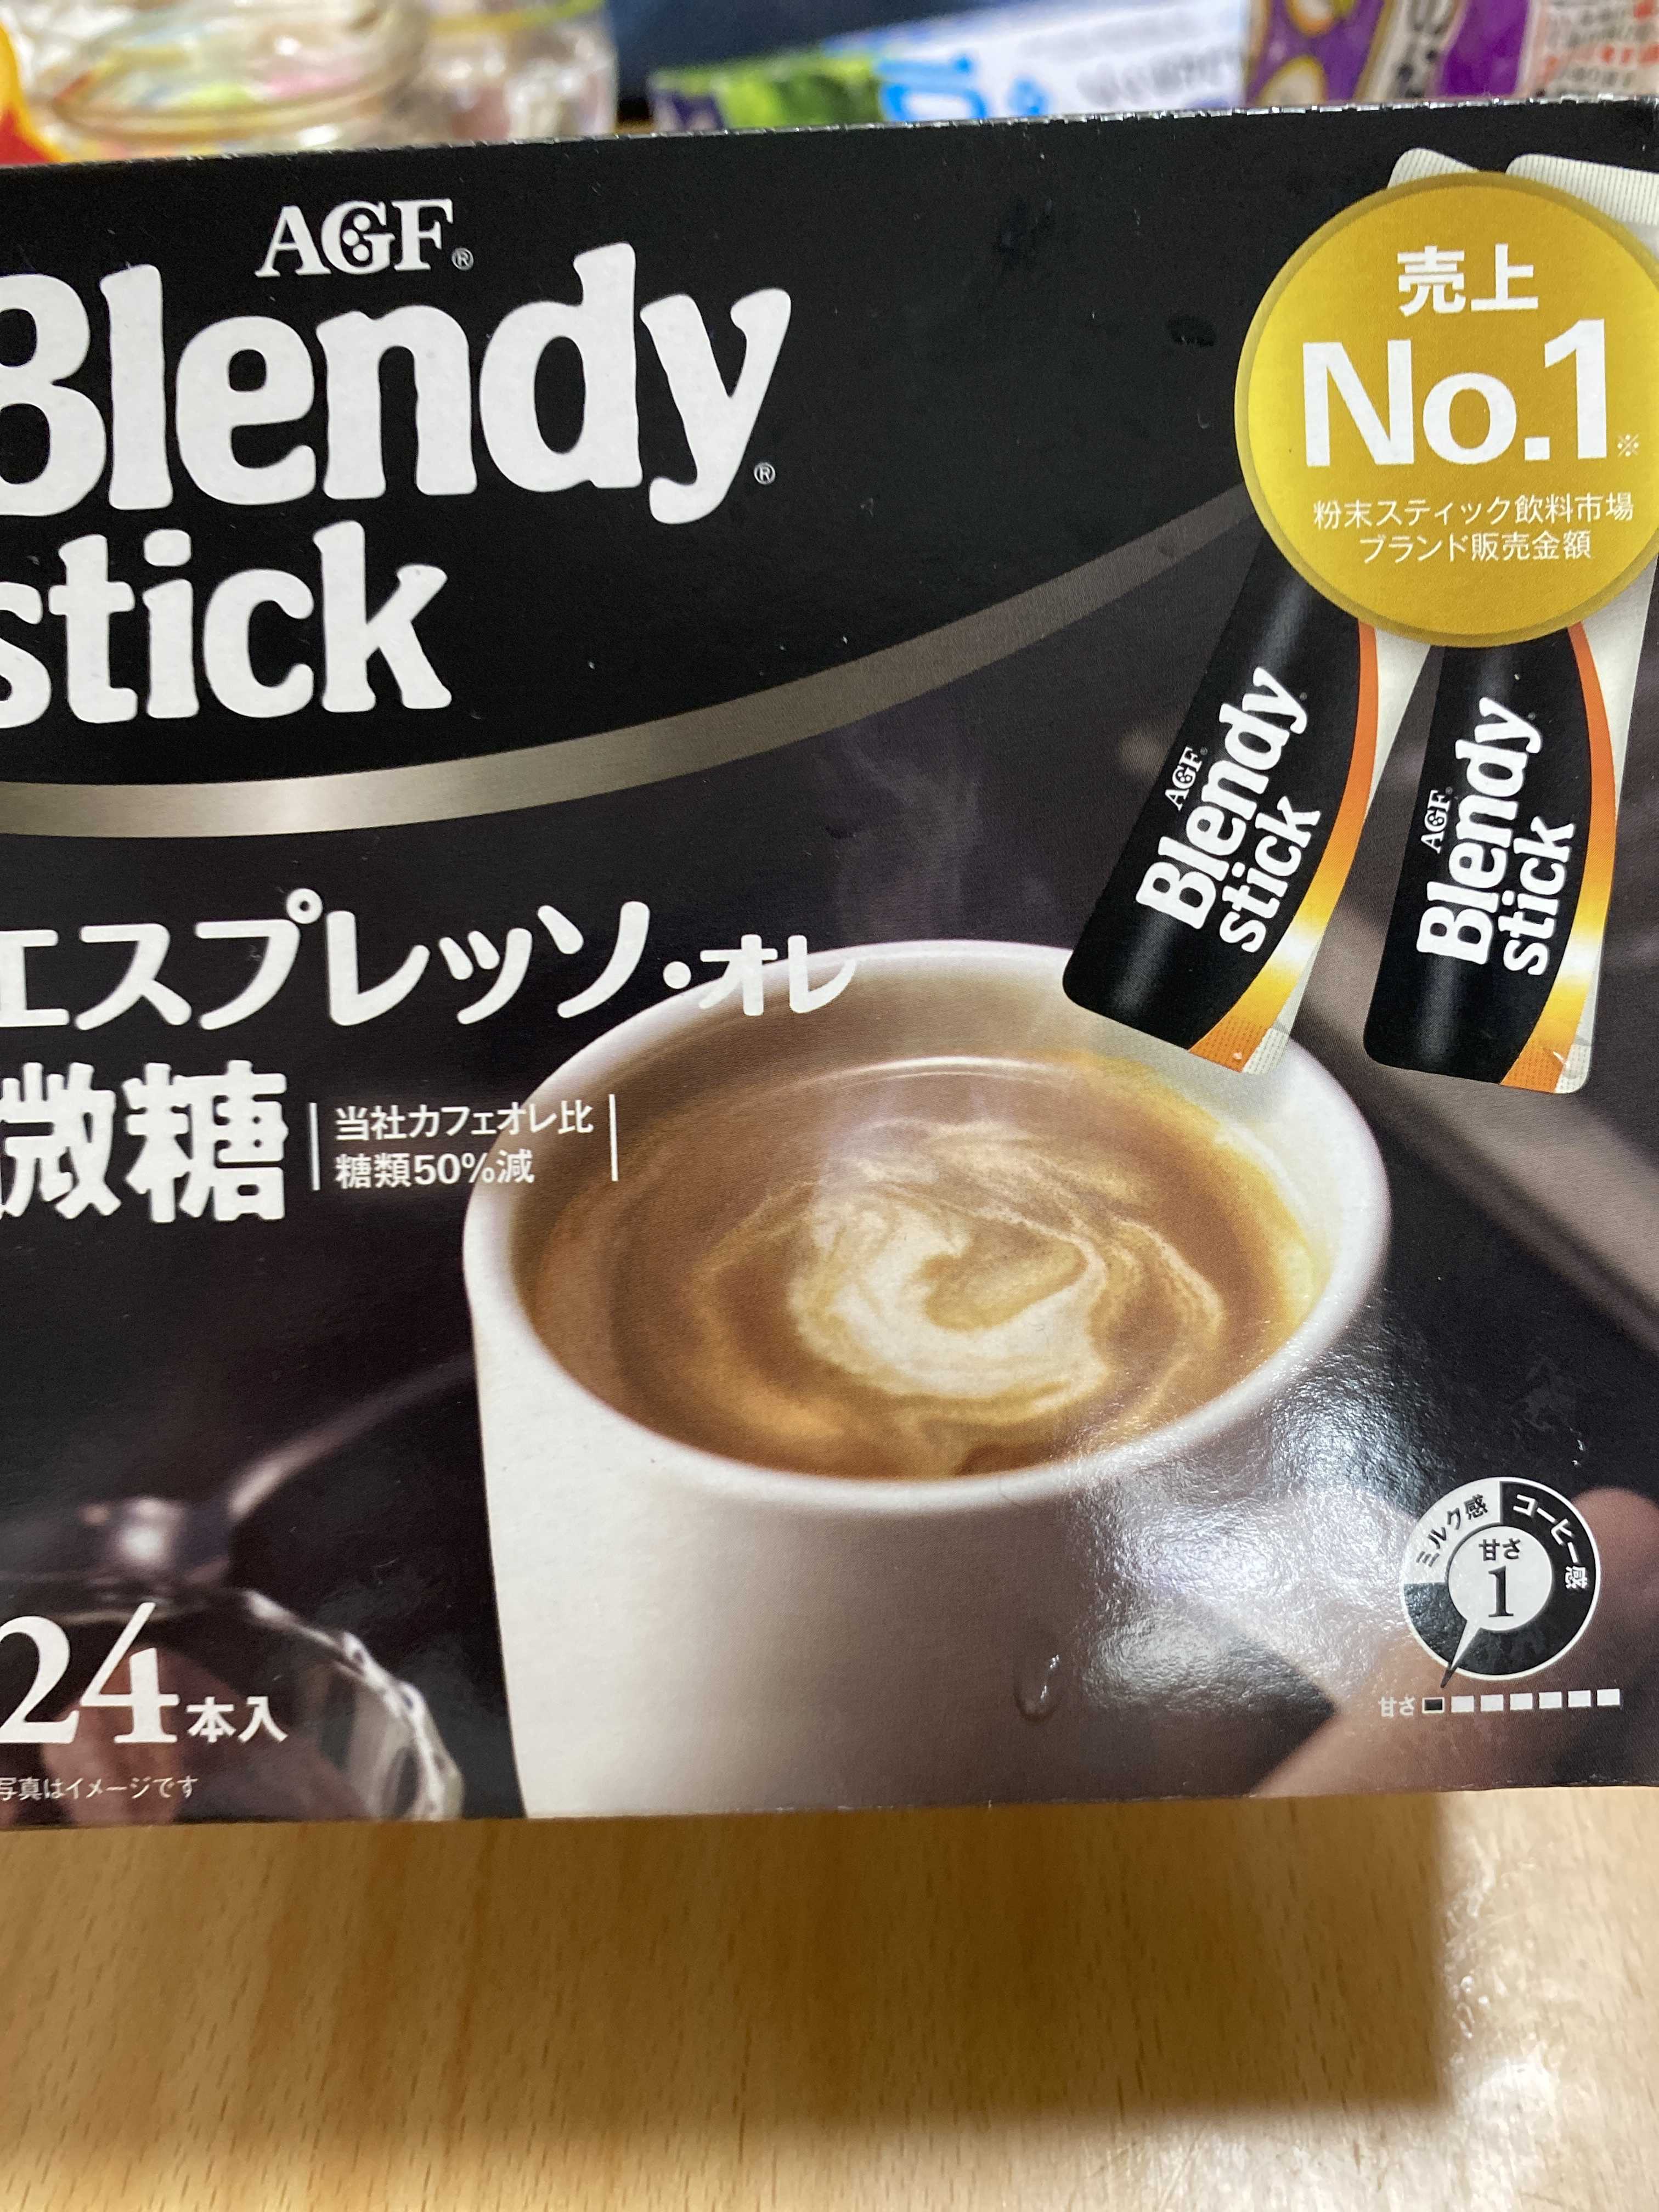 AGF®
Blendy®
stick
売上
No.1※
粉末スティック飲料市場
ブランド販売金額
AGF®
Blendy
stick
AGF®
Blendy
stick
エスプレッソ・オレ
微糖
当社カフェオレ比
糖類50%減
ミルク感
コーヒー感
甘さ
1
甘さ
24本入
写真はイメージです